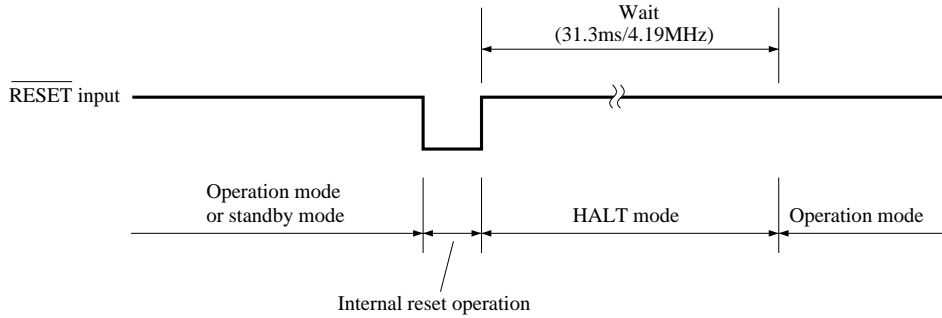 Wait
(31.3ms/4.19MHz)
RESET input
Operation mode
or standby mode
HALT mode
Operation mode
Internal reset operation